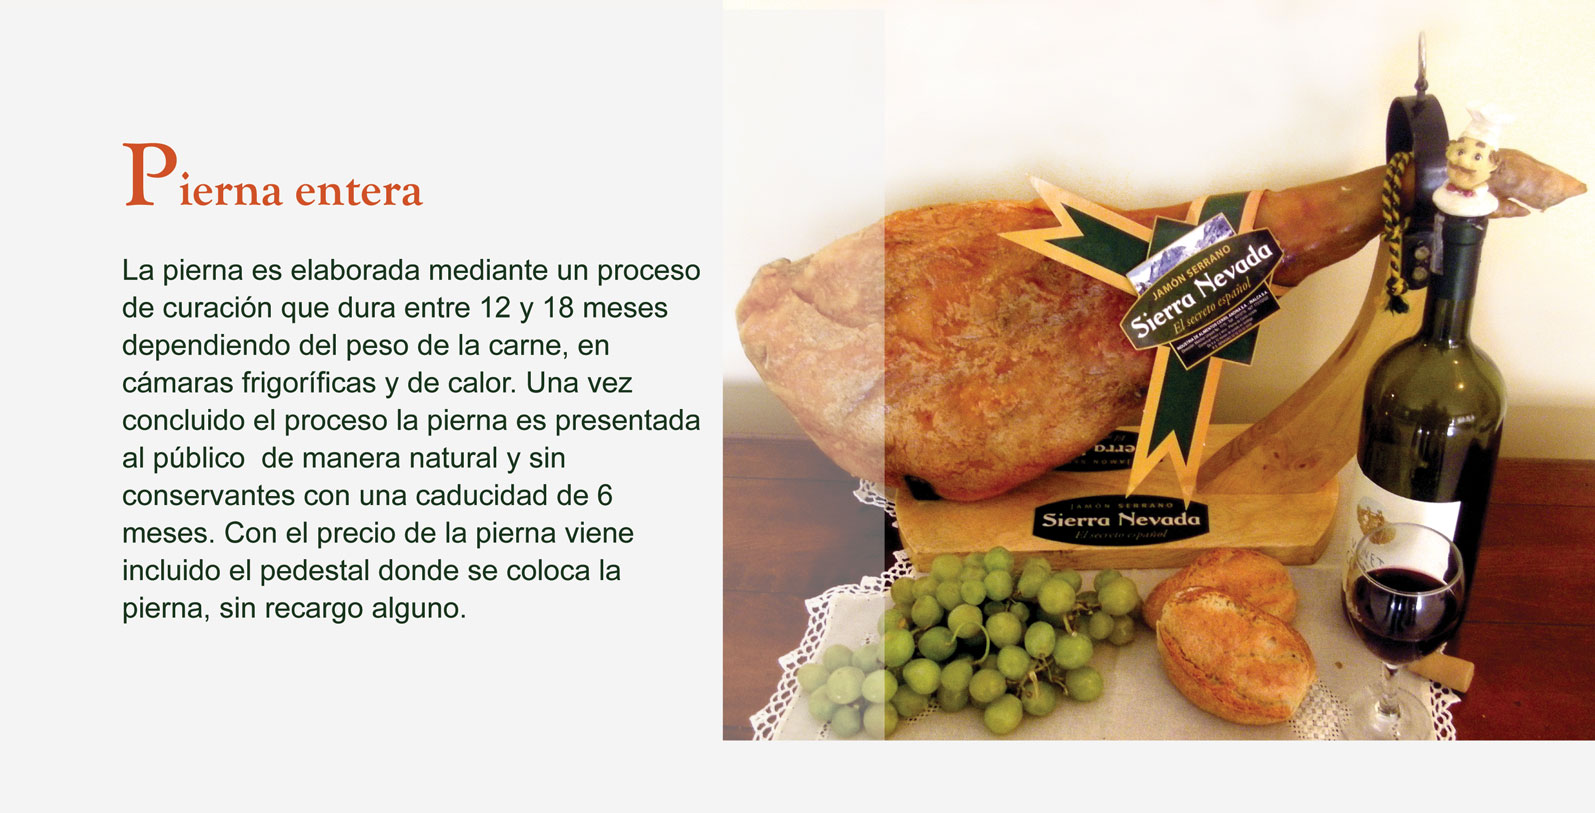 Pierna entera
La pierna es elaborada mediante un proceso
de curación que dura entre 12 y 18 meses
dependiendo del peso de la carne, en
cámaras frigoríficas y de calor. Una vez
concluido el proceso la pierna es presentada
al público  de manera natural y sin
conservantes con una caducidad de 6
meses. Con el precio de la pierna viene
incluido el pedestal donde se coloca la
pierna, sin recargo alguno.
JAMÓN SERRANO
Sierra Nevada
El secreto español
JAMÓN SERRANO
Sierra Nevada
El secreto español